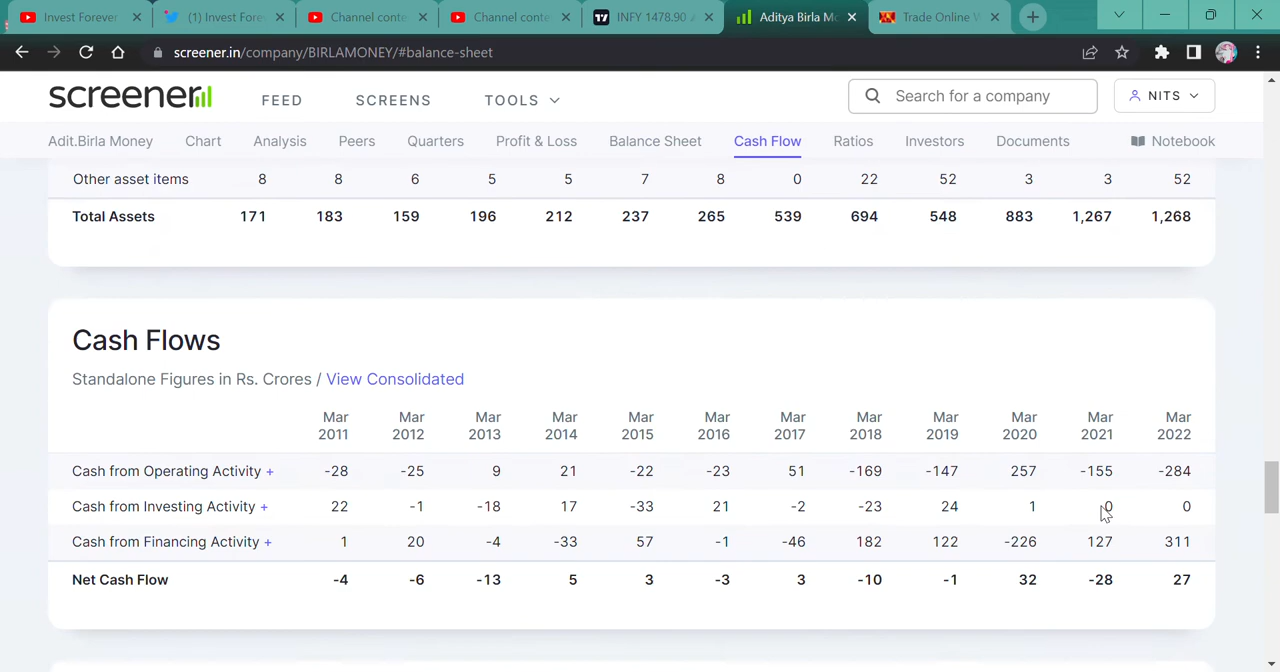 Invest Forever
(1) Invest Fore
Channel conte
Channel conte
INFY 1478.90
Aditya Birla Mo
Trade Online V
screener.in/company/BIRLAMONEY/#balance-sheet
screener
FEED
SCREENS
TOOLS
Search for a company
NITS
Adit.Birla Money Chart Analysis Peers Quarters Profit & Loss Balance Sheet Cash Flow Ratios Investors Documents Notebook
Other asset items 8 8 6 5 5 7 8 0 22 52 3 3 52
Total Assets 171 183 159 196 212 237 265 539 694 548 883 1,267 1,268
Cash Flows
Standalone Figures in Rs. Crores / View Consolidated
Mar Mar Mar Mar Mar Mar Mar Mar Mar Mar Mar Mar
2011 2012 2013 2014 2015 2016 2017 2018 2019 2020 2021 2022
Cash from Operating Activity + -28 -25 9 21 -22 -23 51 -169 -147 257 -155 -284
Cash from Investing Activity + 22 -1 -18 17 -33 21 -2 -23 24 1 0 0
Cash from Financing Activity + 1 20 -4 -33 57 -1 -46 182 122 -226 127 311
Net Cash Flow -4 -6 -13 5 3 -3 3 -10 -1 32 -28 27